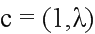 c = (1,λ)